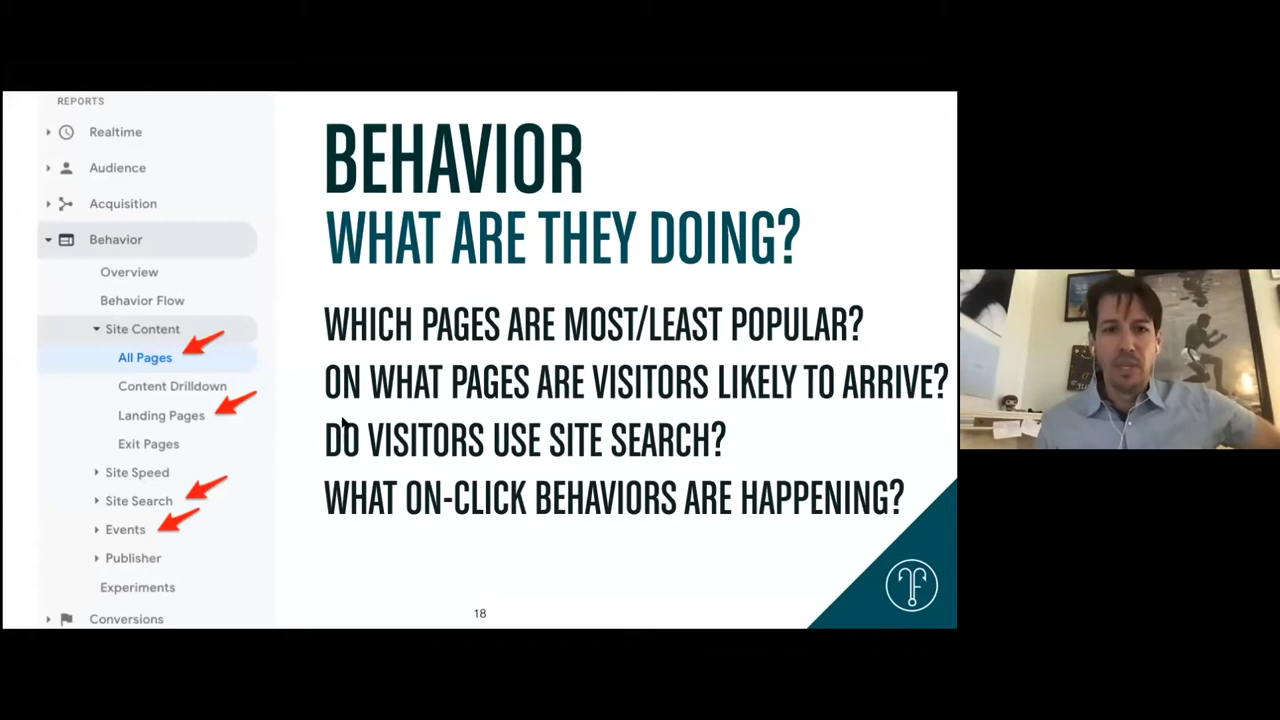 REPORTS
Realtime
Audience
Acquisition
Behavior
Overview
Behavior Flow
Site Content
All Pages
Content Drilldown
Landing Pages
Exit Pages
Site Speed
Site Search
Events
Publisher
Experiments
Conversions
BEHAVIOR
WHAT ARE THEY DOING?
WHICH PAGES ARE MOST/LEAST POPULAR?
ON WHAT PAGES ARE VISITORS LIKELY TO ARRIVE?
DO VISITORS USE SITE SEARCH?
WHAT ON-CLICK BEHAVIORS ARE HAPPENING?
18